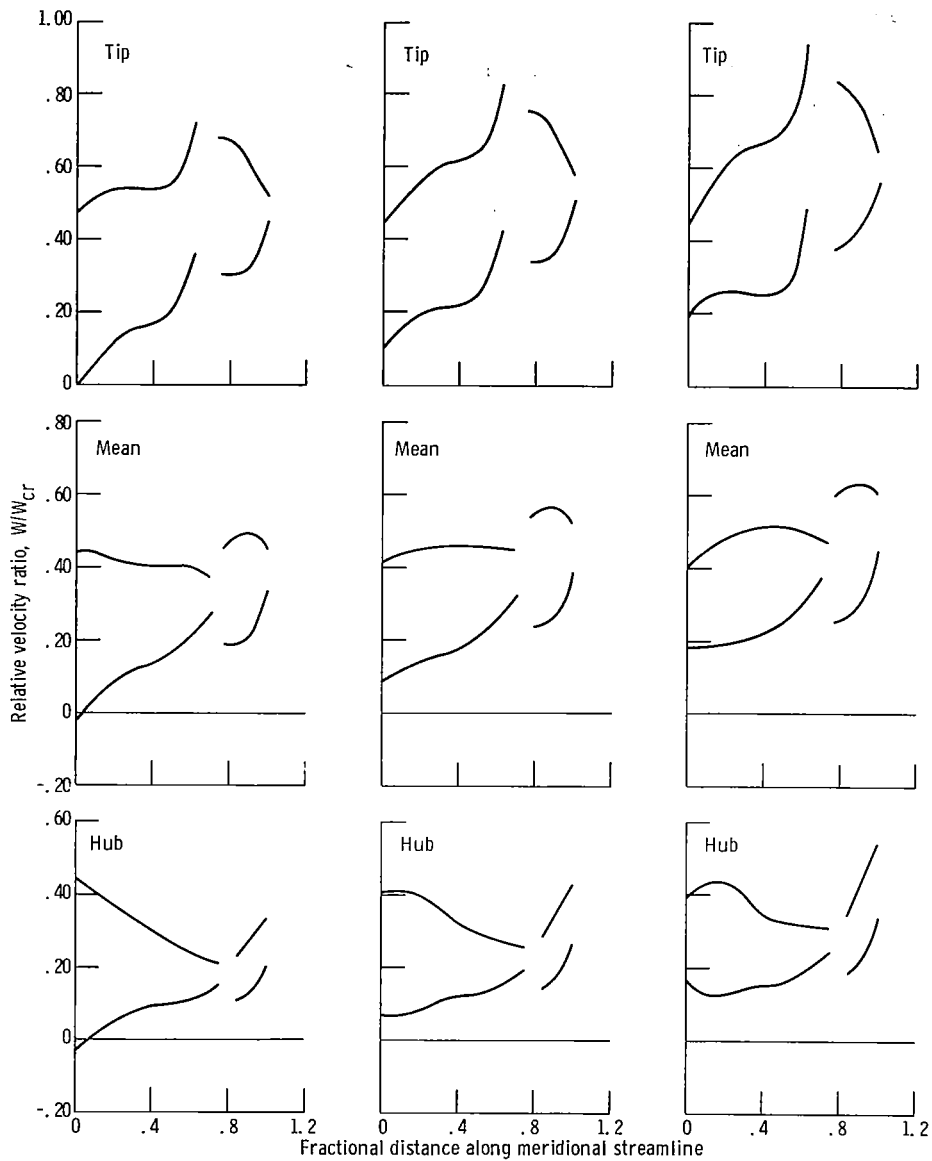 1.00
Tip
Tip
Tip
.80
.60
.40
.20
0
.80
Mean
Mean
Mean
.60
.40
.20
0
-.20
Relative velocity ratio, W/Wcr
.60
Hub
Hub
Hub
.40
.20
0
-.20
0 .4 .8 1.2 0 .4 .8 1.2 0 .4 .8 1.2
Fractional distance along meridional streamline